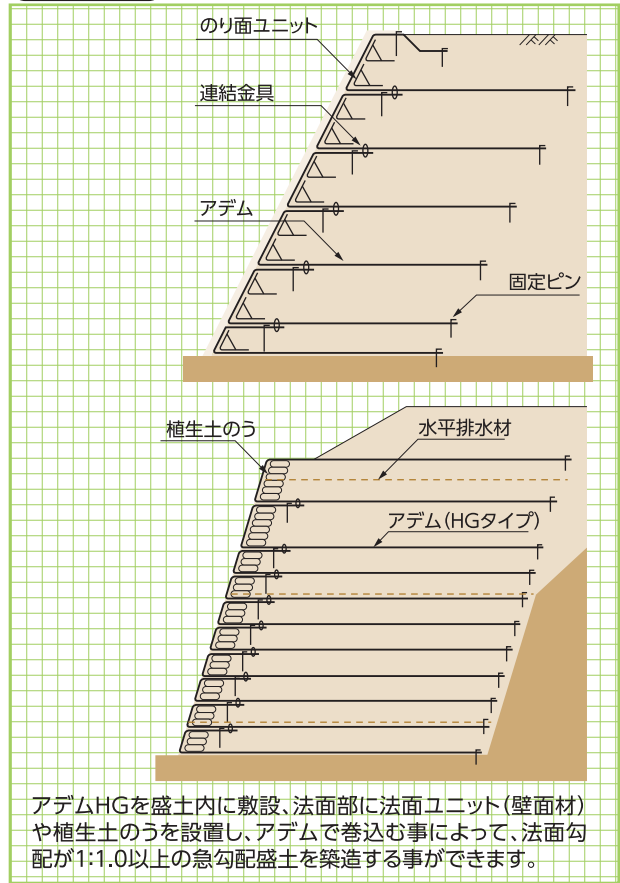 のり面ユニット
連結金具
アデム
固定ピン
植生土のう
水平排水材
アデム(HGタイプ)
アデムHGを盛土内に敷設、法面部に法面ユニット(壁面材)
や植生土のうを設置し、アデムで巻込む事によって、法面勾
配が1:1.0以上の急勾配盛土を築造する事ができます。